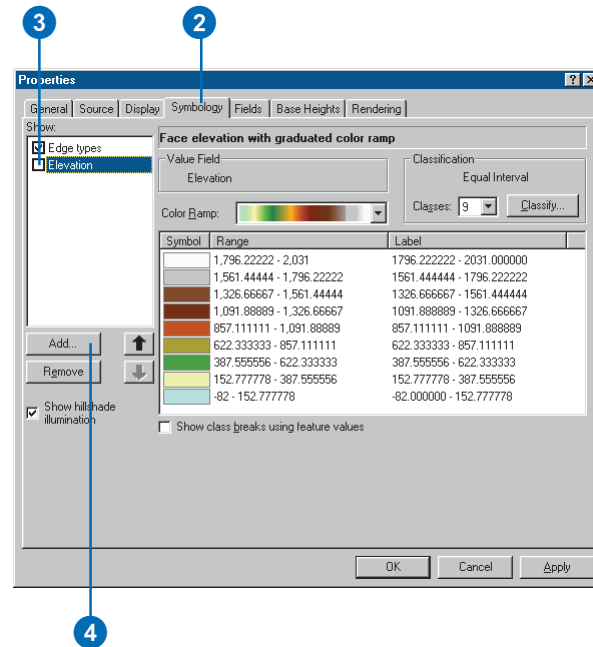 3
2
Properties
General Source Display Symbology Fields Base Heights Rendering
Show:
Edge types
Elevation
Add...
Remove
Show hillshade
illumination
Face elevation with graduated color ramp
Value Field
Elevation
Classification
Equal Interval
Color Ramp:
Classes: 9 Classify...
Symbol Range Label
1,796.22222 - 2,031 1796.222222 - 2031.000000
1,561.44444 - 1,796.22222 1561.444444 - 1796.222222
1,326.66667 - 1,561.44444 1326.666667 - 1561.444444
1,091.88889 - 1,326.66667 1091.888889 - 1326.666667
857.111111 - 1,091.88889 857.111111 - 1091.888889
622.333333 - 857.111111 622.333333 - 857.111111
387.555556 - 622.333333 387.555556 - 622.333333
152.777778 - 387.555556 152.777778 - 387.555556
-82 - 152.777778 -82.000000 - 152.777778
Show class breaks using feature values
OK Cancel Apply
4